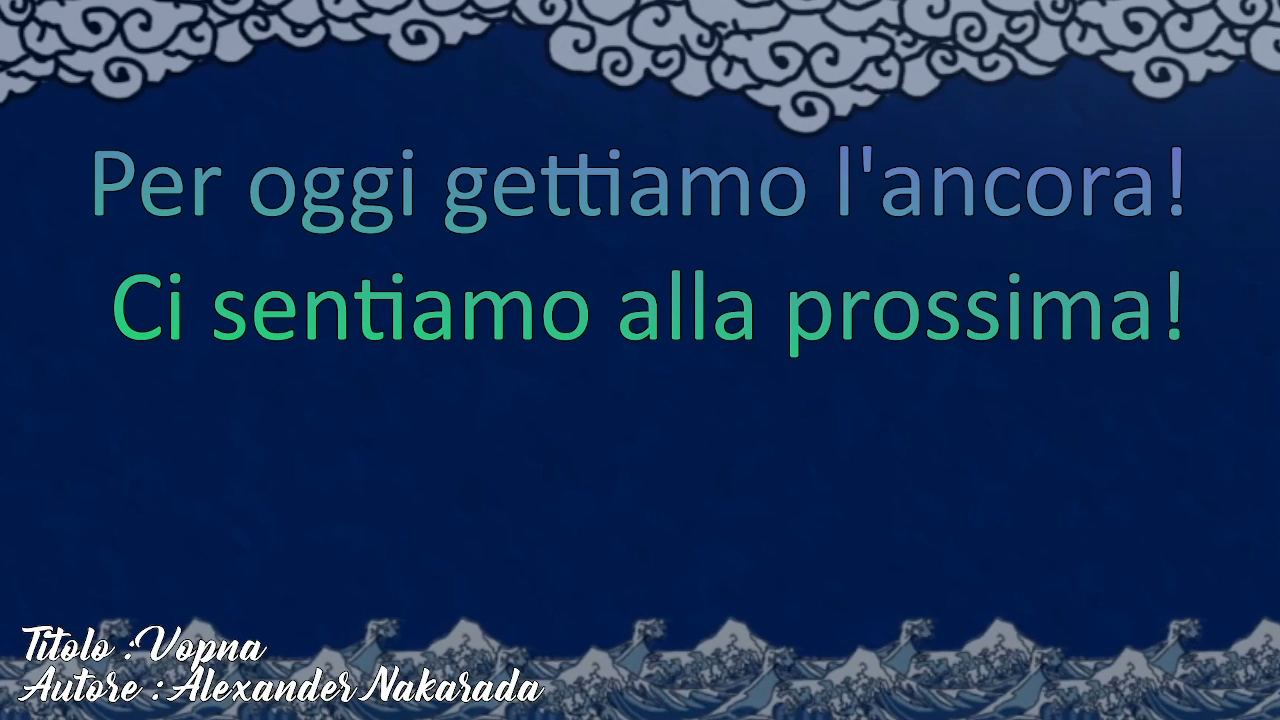 Per oggi gettiamo l'ancora!
Ci sentiamo alla prossima!
Titolo :Vopna
Autore :Alexander Nakarada